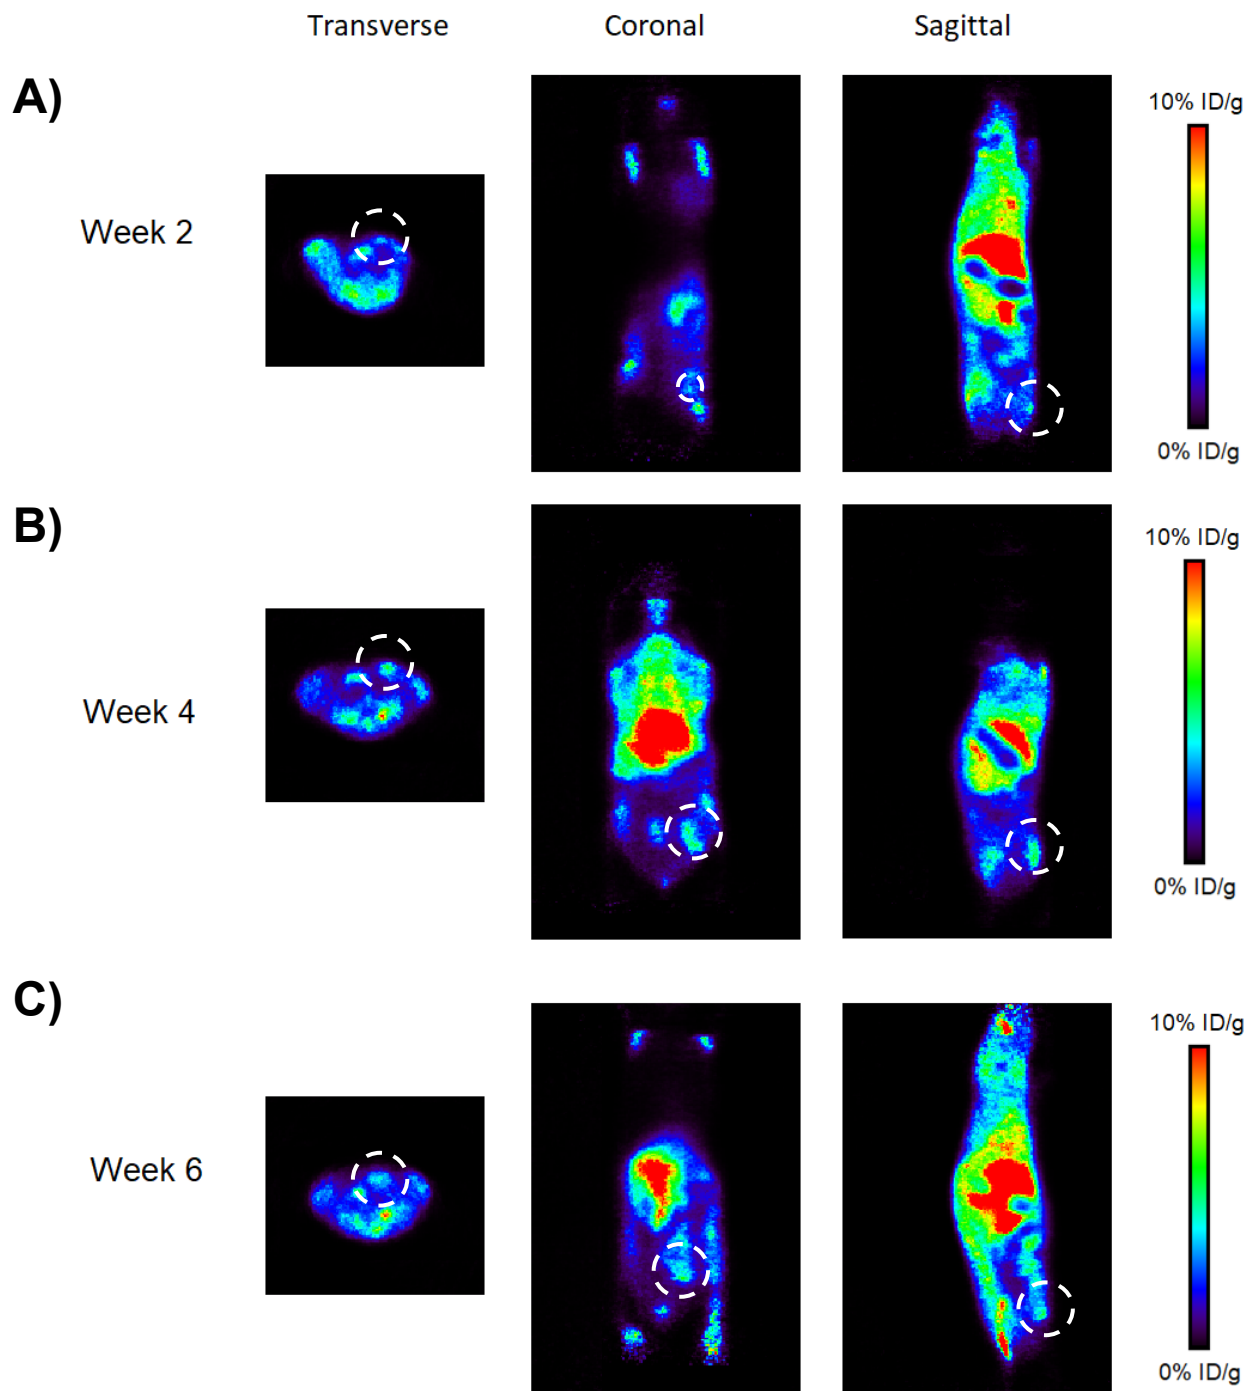 Transverse Coronal Sagittal
A)
10% ID/g
Week 2
0% ID/g
B)
10% ID/g
Week 4
0% ID/g
C)
10% ID/g
Week 6
0% ID/g